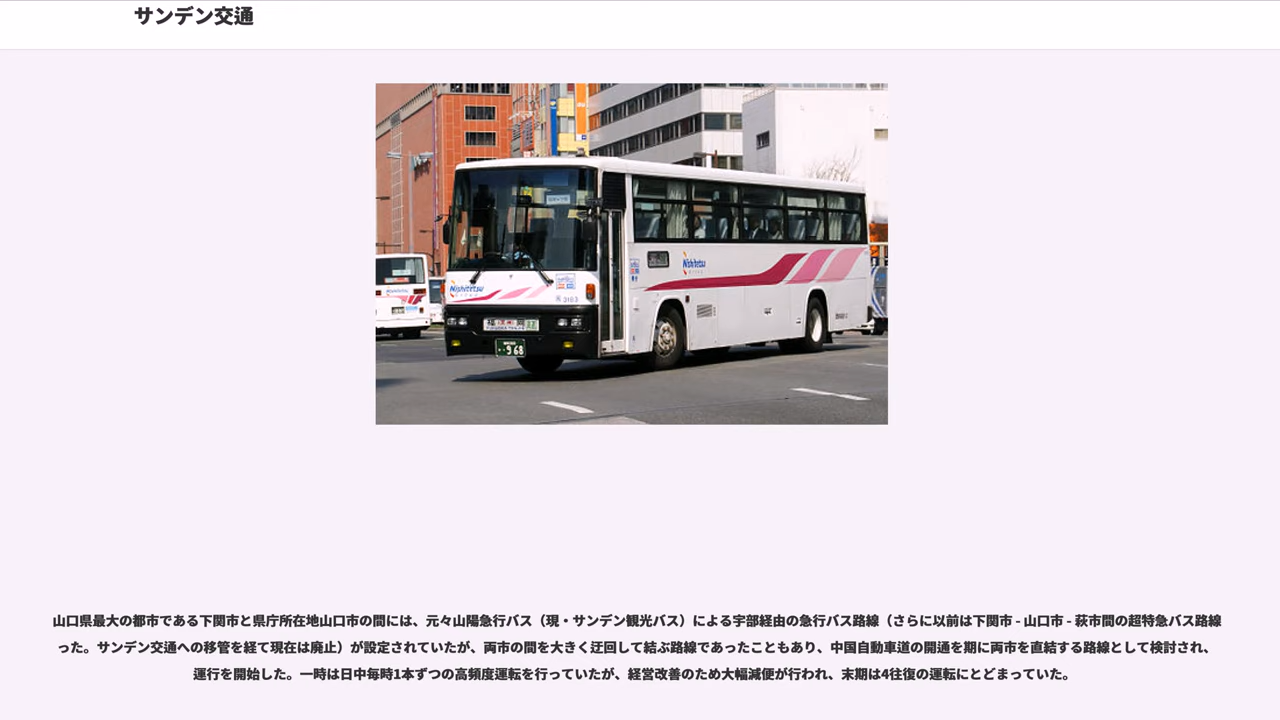 サンデン交通
Nishitetsu
Nishitetsu
3183
福岡
・・9 68
山口県最大の都市である下関市と県庁所在地山口市の間には、元々山陽急行バス（現・サンデン観光バス）による宇部経由の急行バス路線（さらに以前は下関市 - 山口市 - 萩市間の超特急バス路線
った。サンデン交通への移管を経て現在は廃止）が設定されていたが、両市の間を大きく迂回して結ぶ路線であったこともあり、中国自動車道の開通を期に両市を直結する路線として検討され、
運行を開始した。一時は日中毎時1本ずつの高頻度運転を行っていたが、経営改善のため大幅減便が行われ、末期は4往復の運転にとどまっていた。